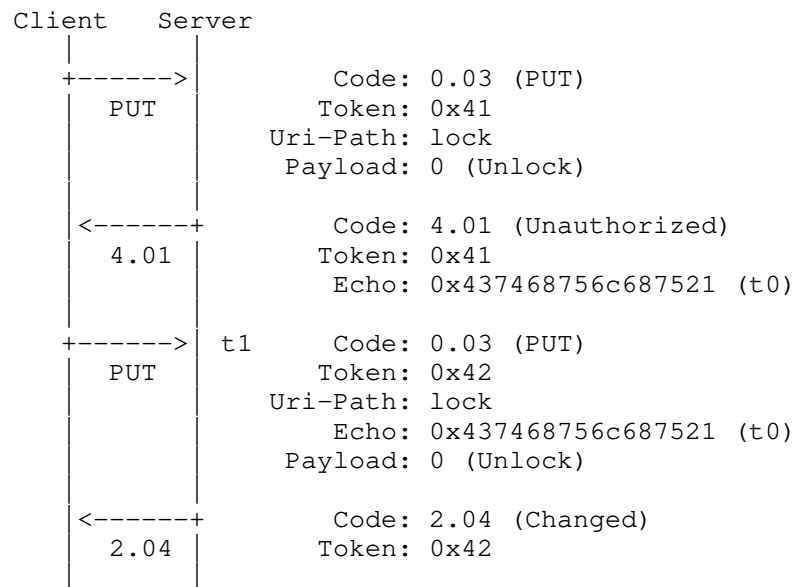 Client Server
+------> Code: 0.03 (PUT)
PUT Token: 0x41
Uri-Path: lock
Payload: 0 (Unlock)
<------+ Code: 4.01 (Unauthorized)
4.01 Token: 0x41
Echo: 0x437468756c687521 (t0)
+------> t1 Code: 0.03 (PUT)
PUT Token: 0x42
Uri-Path: lock
Echo: 0x437468756c687521 (t0)
Payload: 0 (Unlock)
<------+ Code: 2.04 (Changed)
2.04 Token: 0x42